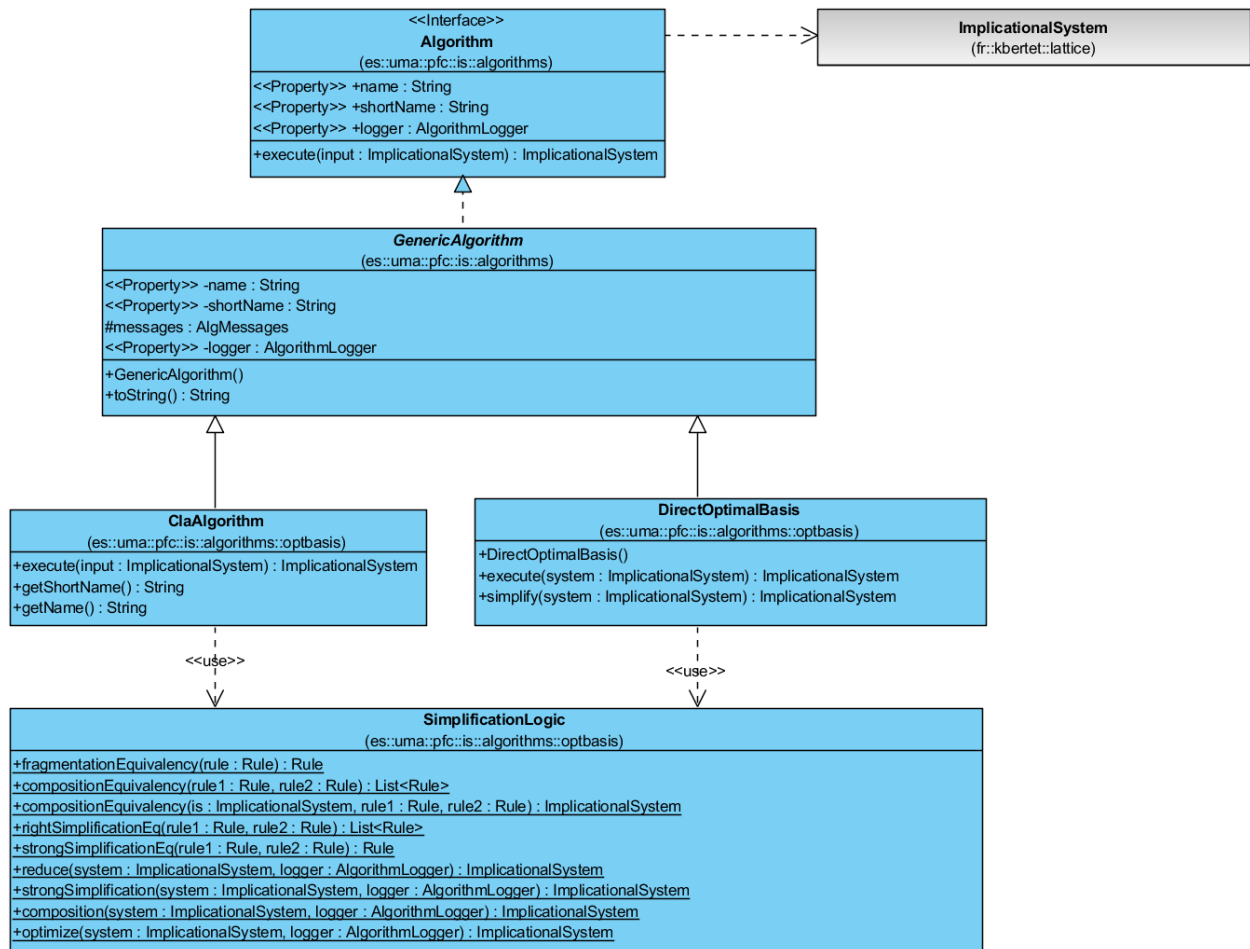 <<Interface>>
Algorithm
(es::uma::pfc::is::algorithms)
<<Property>> +name : String
<<Property>> +shortName : String
<<Property>> +logger : AlgorithmLogger
+execute(input : ImplicationalSystem) : ImplicationalSystem
ImplicationalSystem
(fr::kbertet::lattice)
GenericAlgorithm
(es::uma::pfc::is::algorithms)
<<Property>> -name : String
<<Property>> -shortName : String
#messages : AlgMessages
<<Property>> -logger : AlgorithmLogger
+GenericAlgorithm()
+toString() : String
ClaAlgorithm
(es::uma::pfc::is::algorithms::optbasis)
+execute(input : ImplicationalSystem) : ImplicationalSystem
+getShortName() : String
+getName() : String
DirectOptimalBasis
(es::uma::pfc::is::algorithms::optbasis)
+DirectOptimalBasis()
+execute(system : ImplicationalSystem) : ImplicationalSystem
+simplify(system : ImplicationalSystem) : ImplicationalSystem
<<use>>
<<use>>
SimplificationLogic
(es::uma::pfc::is::algorithms::optbasis)
+fragmentationEquivalency(rule : Rule) : Rule
+compositionEquivalency(rule1 : Rule, rule2 : Rule) : List<Rule>
+compositionEquivalency(is : ImplicationalSystem, rule1 : Rule, rule2 : Rule) : ImplicationalSystem
+rightSimplificationEq(rule1 : Rule, rule2 : Rule) : List<Rule>
+strongSimplificationEq(rule1 : Rule, rule2 : Rule) : Rule
+reduce(system : ImplicationalSystem, logger : AlgorithmLogger) : ImplicationalSystem
+strongSimplification(system : ImplicationalSystem, logger : AlgorithmLogger) : ImplicationalSystem
+composition(system : ImplicationalSystem, logger : AlgorithmLogger) : ImplicationalSystem
+optimize(system : ImplicationalSystem, logger : AlgorithmLogger) : ImplicationalSystem